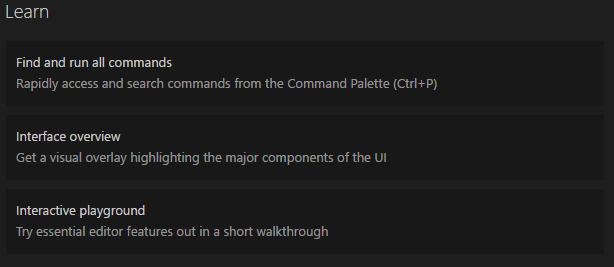 Learn
Find and run all commands
Rapidly access and search commands from the Command Palette (Ctrl+P)
Interface overview
Get a visual overlay highlighting the major components of the UI
Interactive playground
Try essential editor features out in a short walkthrough